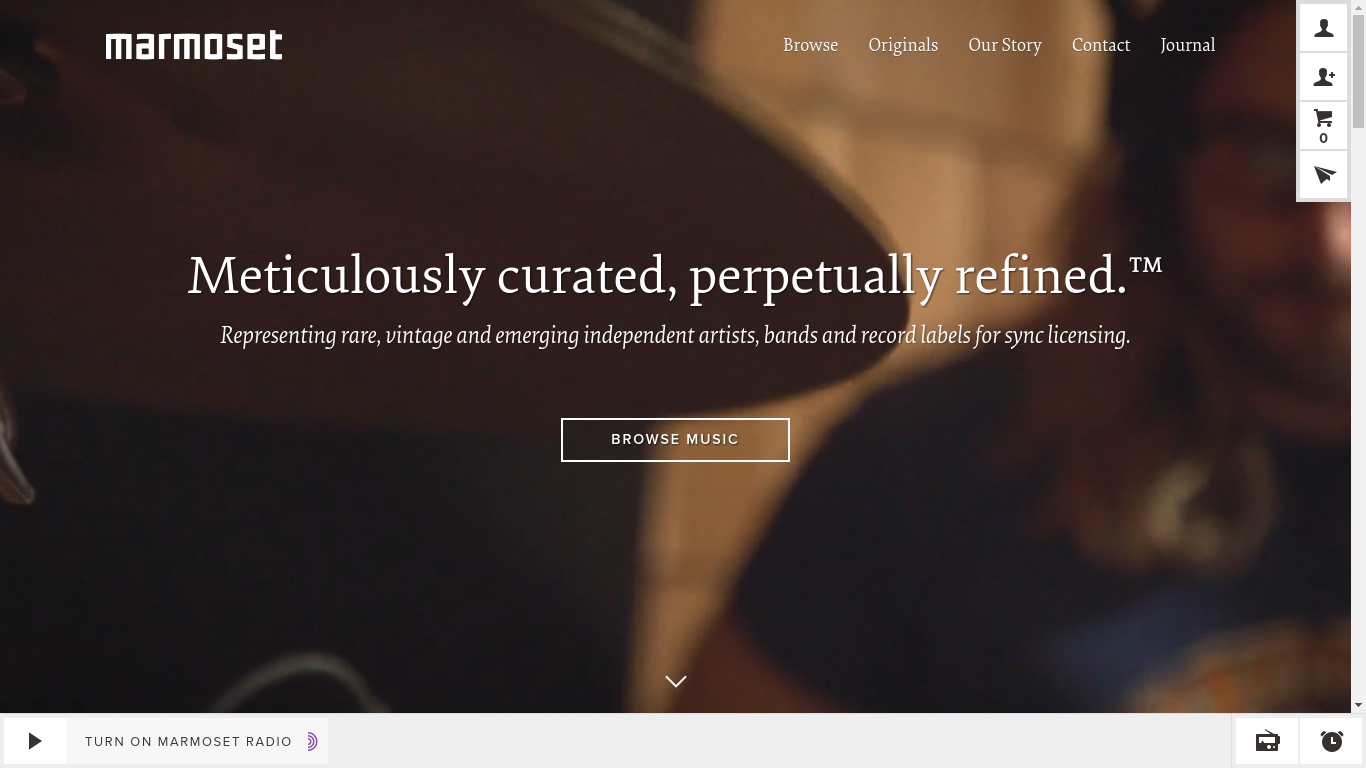 marmoset
Browse Originals Our Story Contact Journal
0
Meticulously curated, perpetually refined.™
Representing rare, vintage and emerging independent artists, bands and record labels for sync licensing.
BROWSE MUSIC
TURN ON MARMOSET RADIO